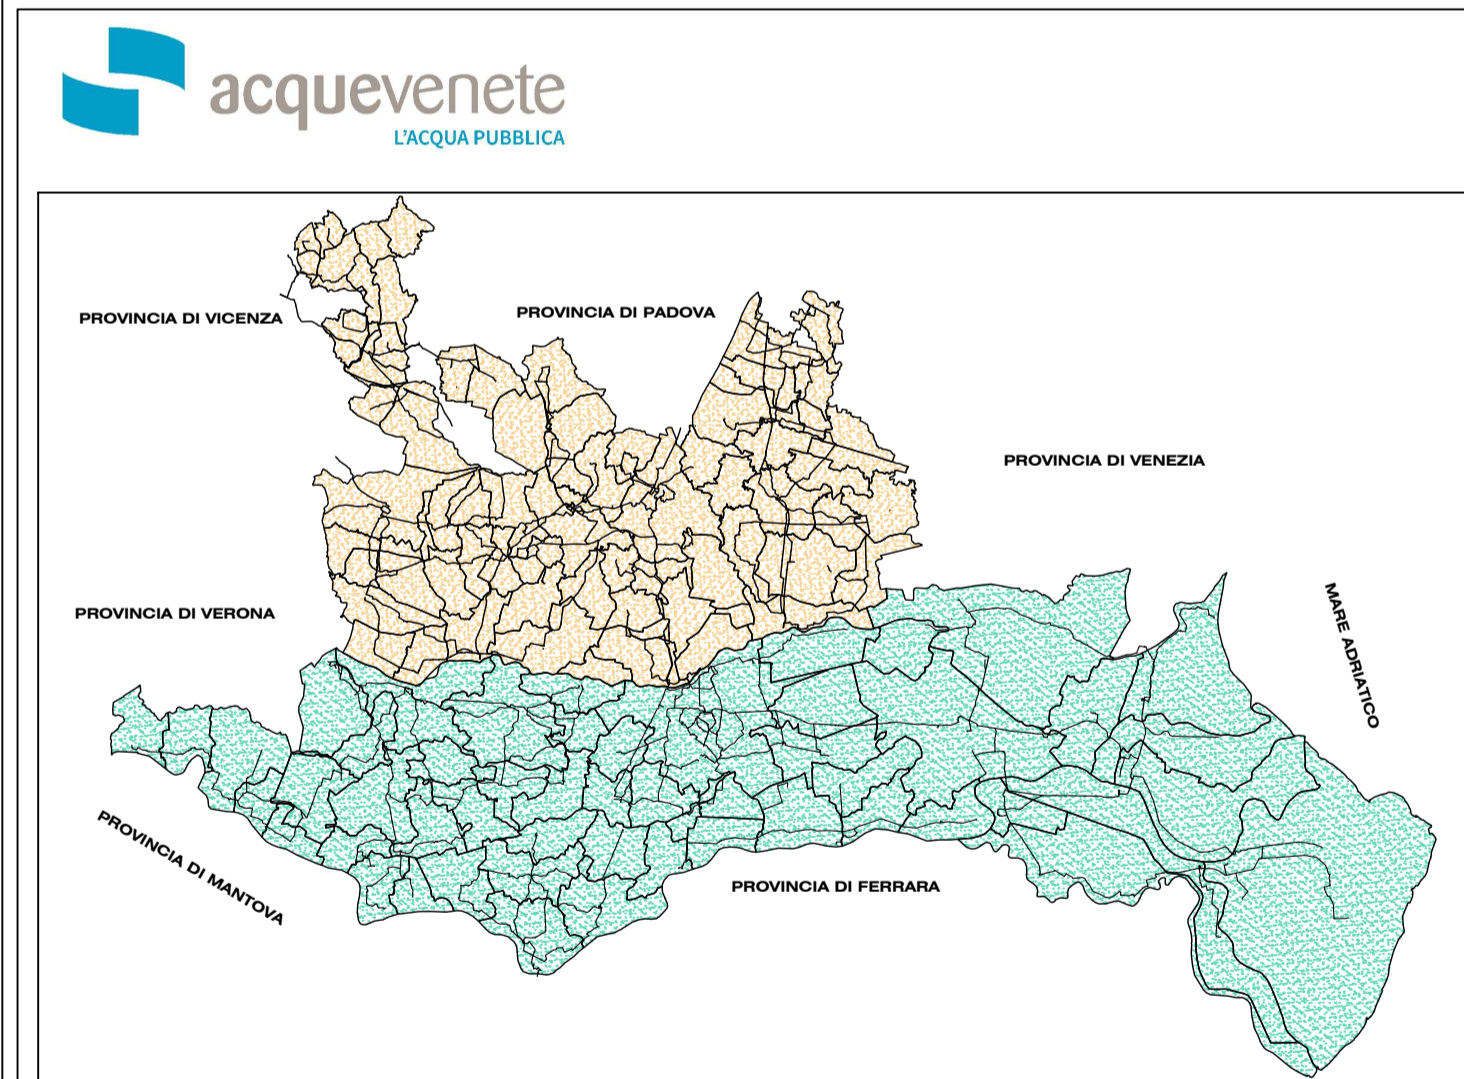 acquevenete
L'ACQUA PUBBLICA
PROVINCIA DI VICENZA
PROVINCIA DI PADOVA
PROVINCIA DI VENEZIA
PROVINCIA DI VERONA
MARE ADRIATICO
PROVINCIA DI MANTOVA
PROVINCIA DI FERRARA